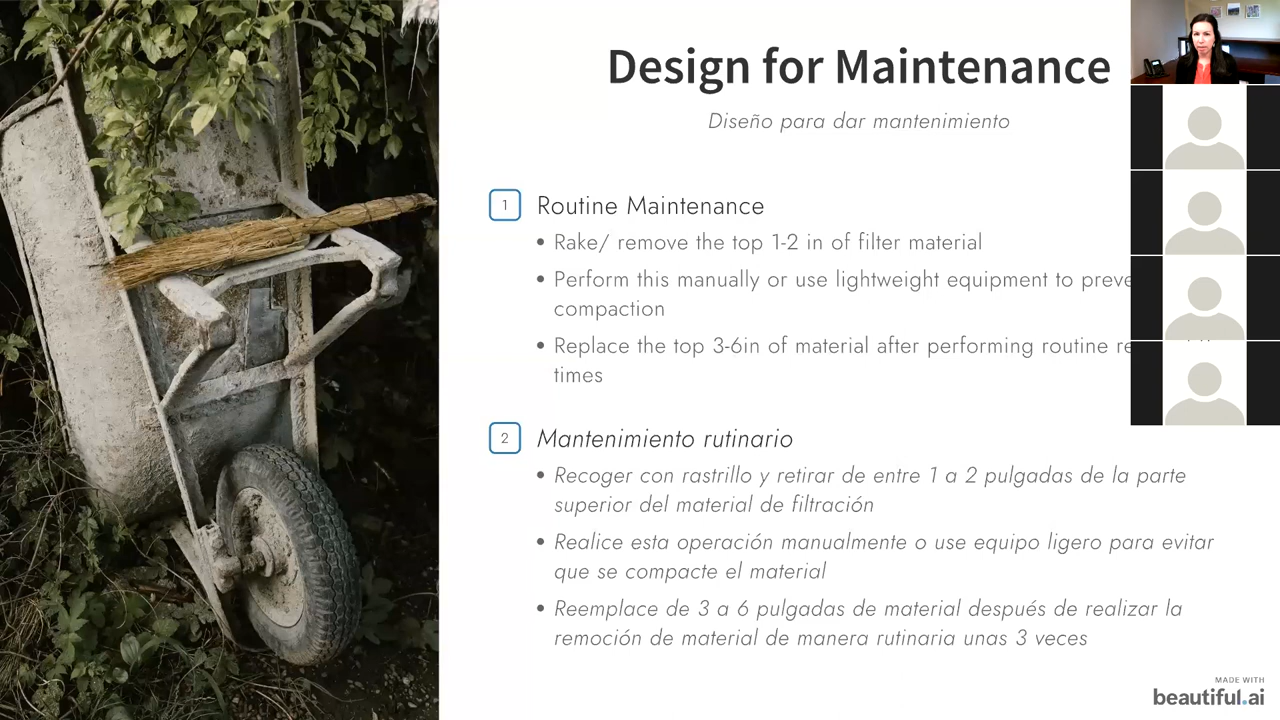 Design for Maintenance
Diseño para dar mantenimiento
1 Routine Maintenance
• Rake/ remove the top 1-2 in of filter material
• Perform this manually or use lightweight equipment to
compaction
• Replace the top 3-6in of material after performing routine
times
2 Mantenimiento rutinario
• Recoger con rastrillo y retirar de entre 1 a 2 pulgadas de la parte
superior del material de filtración
• Realice esta operación manualmente o use equipo ligero para evitar
que se compacte el material
• Reemplace de 3 a 6 pulgadas de material después de realizar la
remoción de material de manera rutinaria unas 3 veces
MADE WITH
beautiful.ai